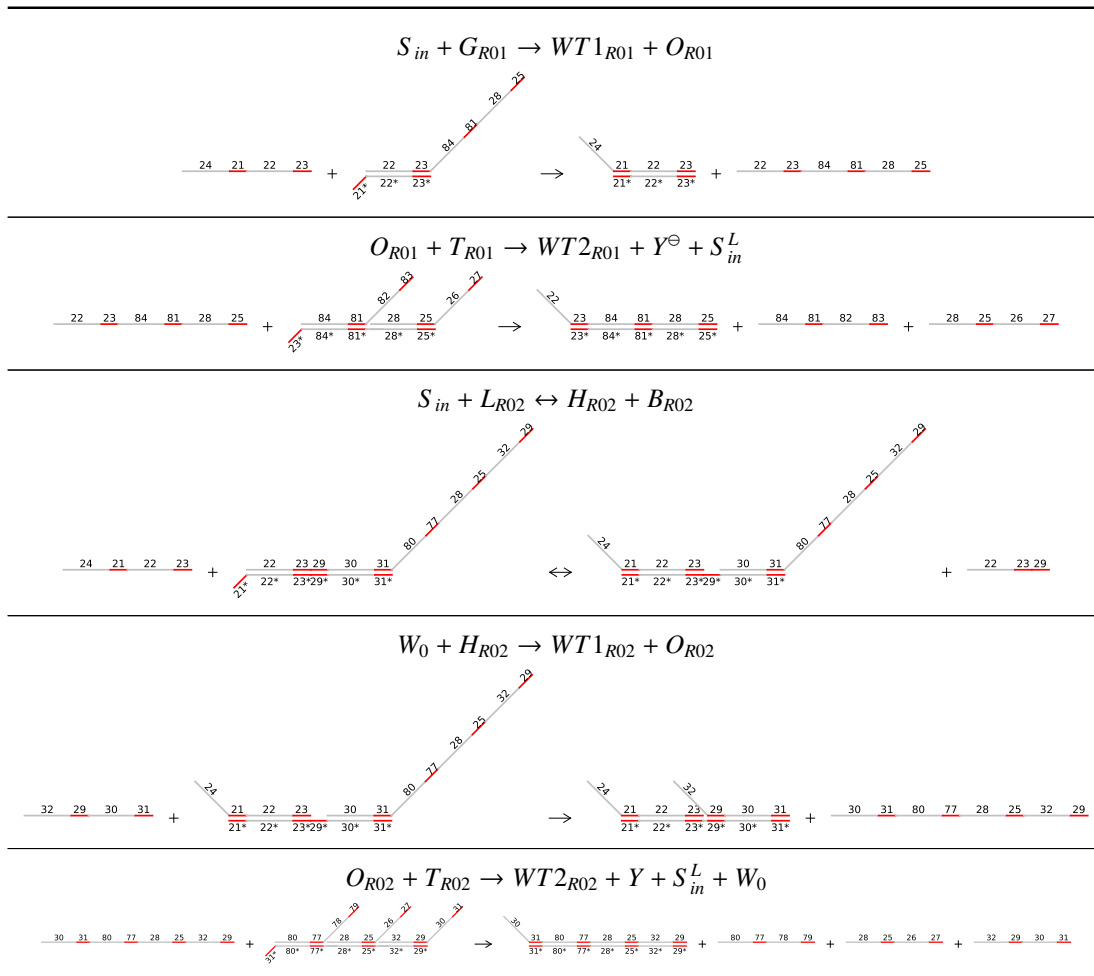 S_in + G_R01 → WT1_R01 + O_R01
24 21 22 23 + 21* 22 22* 23 23* 84 81 28 25 → 24 21 21* 22 22* 23 23* + 22 23 84 81 28 25
O_R01 + T_R01 → WT2_R01 + Y^⊖ + S_in^L
22 23 84 81 28 25 + 23* 84 84* 81 81* 82 83 28 28* 25 25* 26 27 → 22 23 23* 84 84* 81 81* 28 28* 25 25* + 84 81 82 83 + 28 25 26 27
S_in + L_R02 ↔ H_R02 + B_R02
24 21 22 23 + 21* 22 22* 23 23* 29 29* 30 30* 31 31* 80 77 28 25 32 29 ↔ 24 21 21* 22 22* 23 23* 29* 30 30* 31 31* 80 77 28 25 32 29 + 22 23 29
W_0 + H_R02 → WT1_R02 + O_R02
32 29 30 31 + 24 21 21* 22 22* 23 23* 29* 30 30* 31 31* 80 77 28 25 32 29 → 24 21 21* 22 22* 23 23* 32 29 29* 30 30* 31 31* + 30 31 80 77 28 25 32 29
O_R02 + T_R02 → WT2_R02 + Y + S_in^L + W_0
30 31 80 77 28 25 32 29 + 31* 80 80* 77 77* 78 79 28 28* 25 25* 26 27 32 32* 29 29* 30 31 → 30 31 31* 80 80* 77 77* 28 28* 25 25* 32 32* 29 29* + 80 77 78 79 + 28 25 26 27 + 32 29 30 31